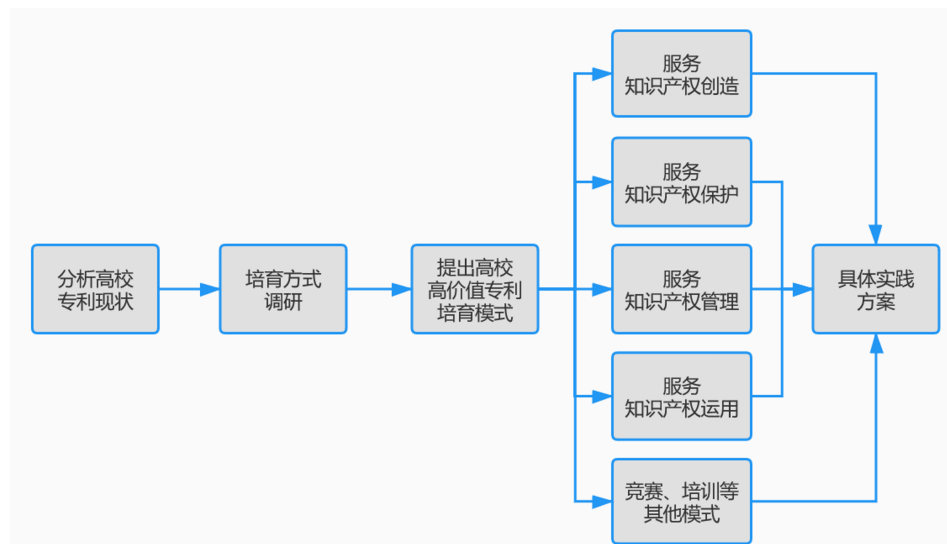 分析高校
专利现状
培育方式
调研
提出高校
高价值专利
培育模式
服务
知识产权创造
服务
知识产权保护
服务
知识产权管理
服务
知识产权运用
竞赛、培训等
其他模式
具体实践
方案